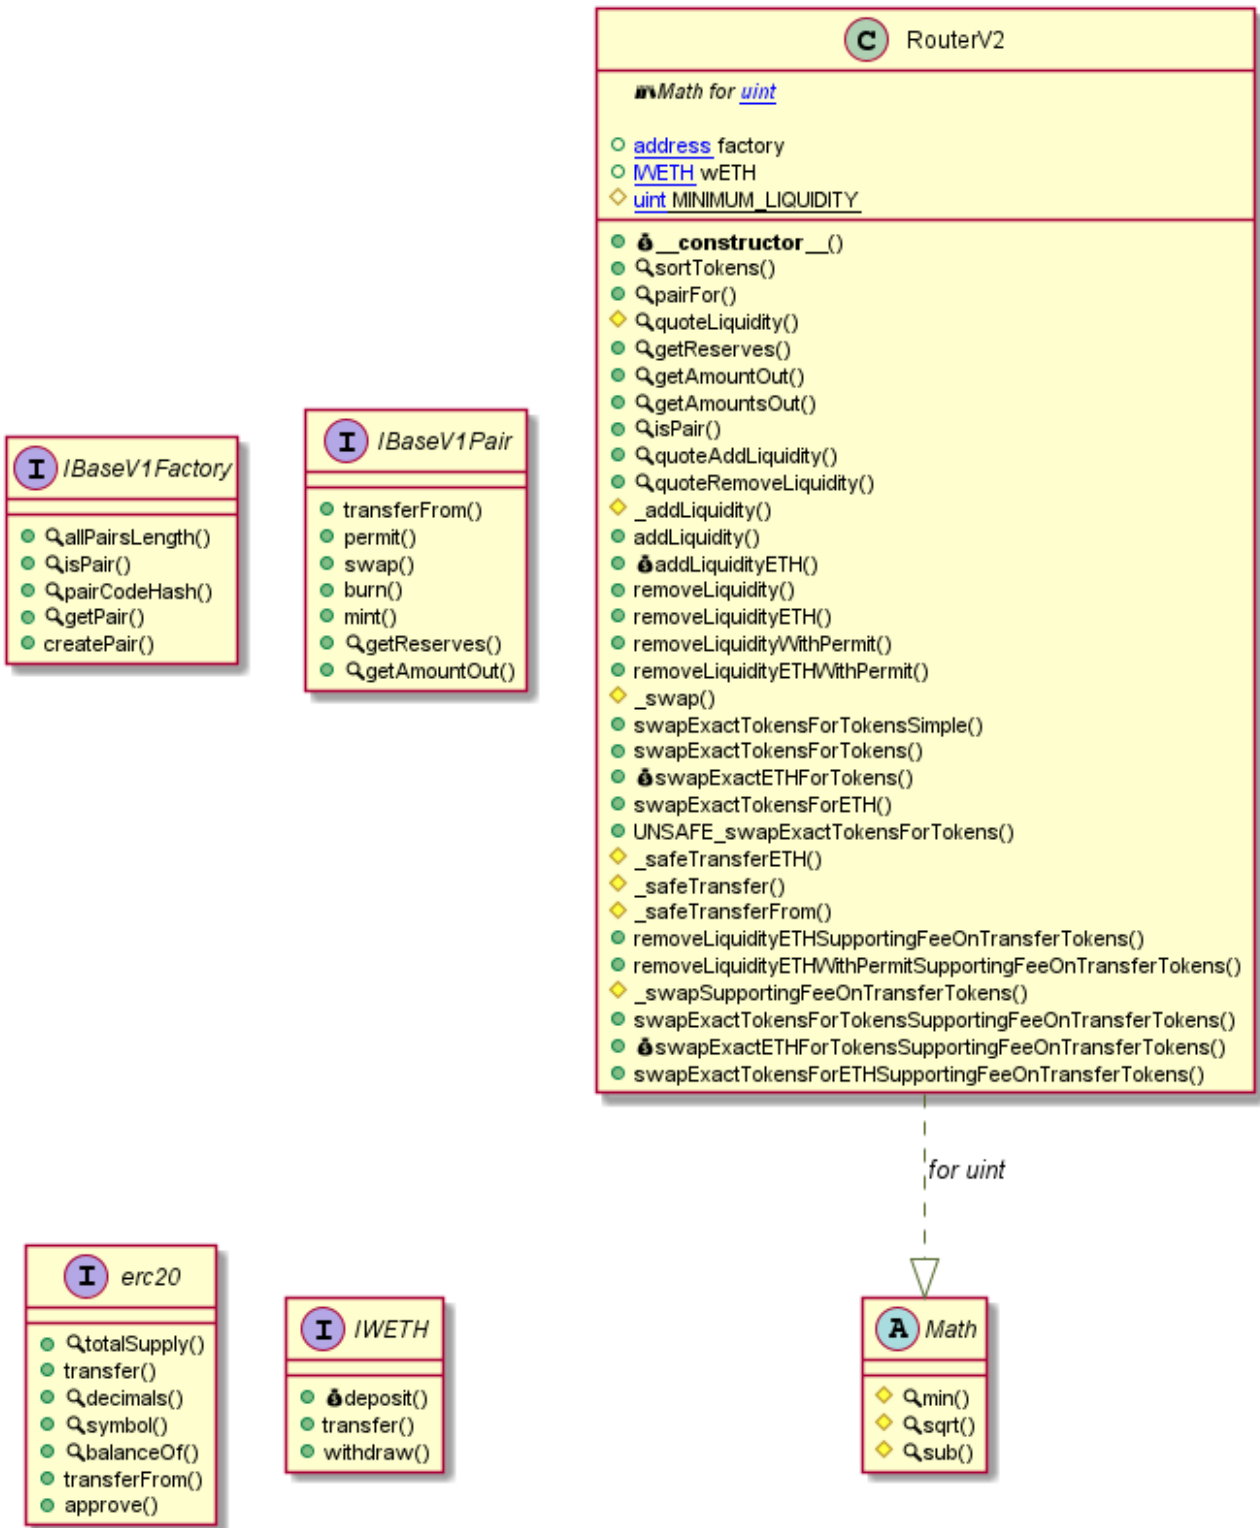 C RouterV2
Math for uint
address factory
IWETH wETH
uint MINIMUM_LIQUIDITY
__constructor__()
sortTokens()
pairFor()
quoteLiquidity()
getReserves()
getAmountOut()
getAmountsOut()
isPair()
quoteAddLiquidity()
quoteRemoveLiquidity()
_addLiquidity()
addLiquidity()
addLiquidityETH()
removeLiquidity()
removeLiquidityETH()
removeLiquidityWithPermit()
removeLiquidityETHWithPermit()
_swap()
swapExactTokensForTokensSimple()
swapExactTokensForTokens()
swapExactETHForTokens()
swapExactTokensForETH()
UNSAFE_swapExactTokensForTokens()
_safeTransferETH()
_safeTransfer()
_safeTransferFrom()
removeLiquidityETHSupportingFeeOnTransferTokens()
removeLiquidityETHWithPermitSupportingFeeOnTransferTokens()
_swapSupportingFeeOnTransferTokens()
swapExactTokensForTokensSupportingFeeOnTransferTokens()
swapExactETHForTokensSupportingFeeOnTransferTokens()
swapExactTokensForETHSupportingFeeOnTransferTokens()
I IBaseV1Factory
allPairsLength()
isPair()
pairCodeHash()
getPair()
createPair()
I IBaseV1Pair
transferFrom()
permit()
swap()
burn()
mint()
getReserves()
getAmountOut()
for uint
I erc20
totalSupply()
transfer()
decimals()
symbol()
balanceOf()
transferFrom()
approve()
I IWETH
deposit()
transfer()
withdraw()
A Math
min()
sqrt()
sub()